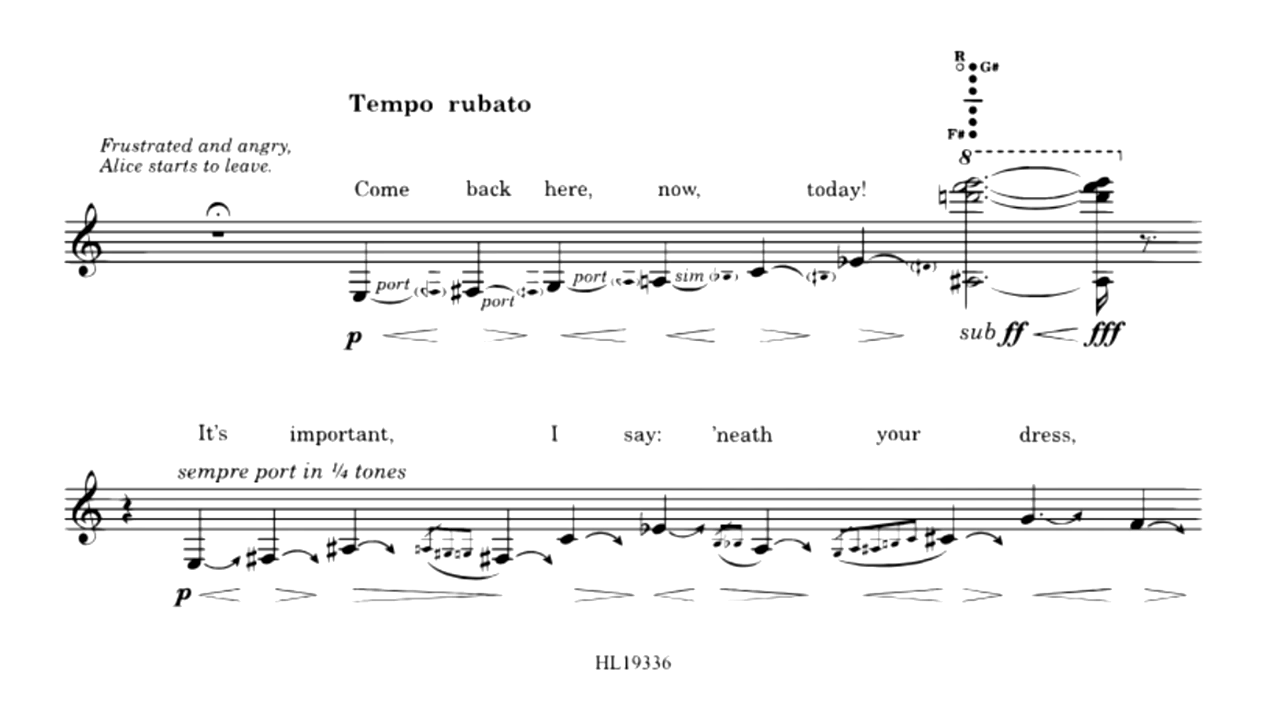 R
G#
F#
Tempo rubato
Frustrated and angry,
Alice starts to leave.
8
Come back here, now, today!
port port port sim
p sub ff fff
It's important, I say: 'neath your dress,
sempre port in ¼ tones
p
HL19336